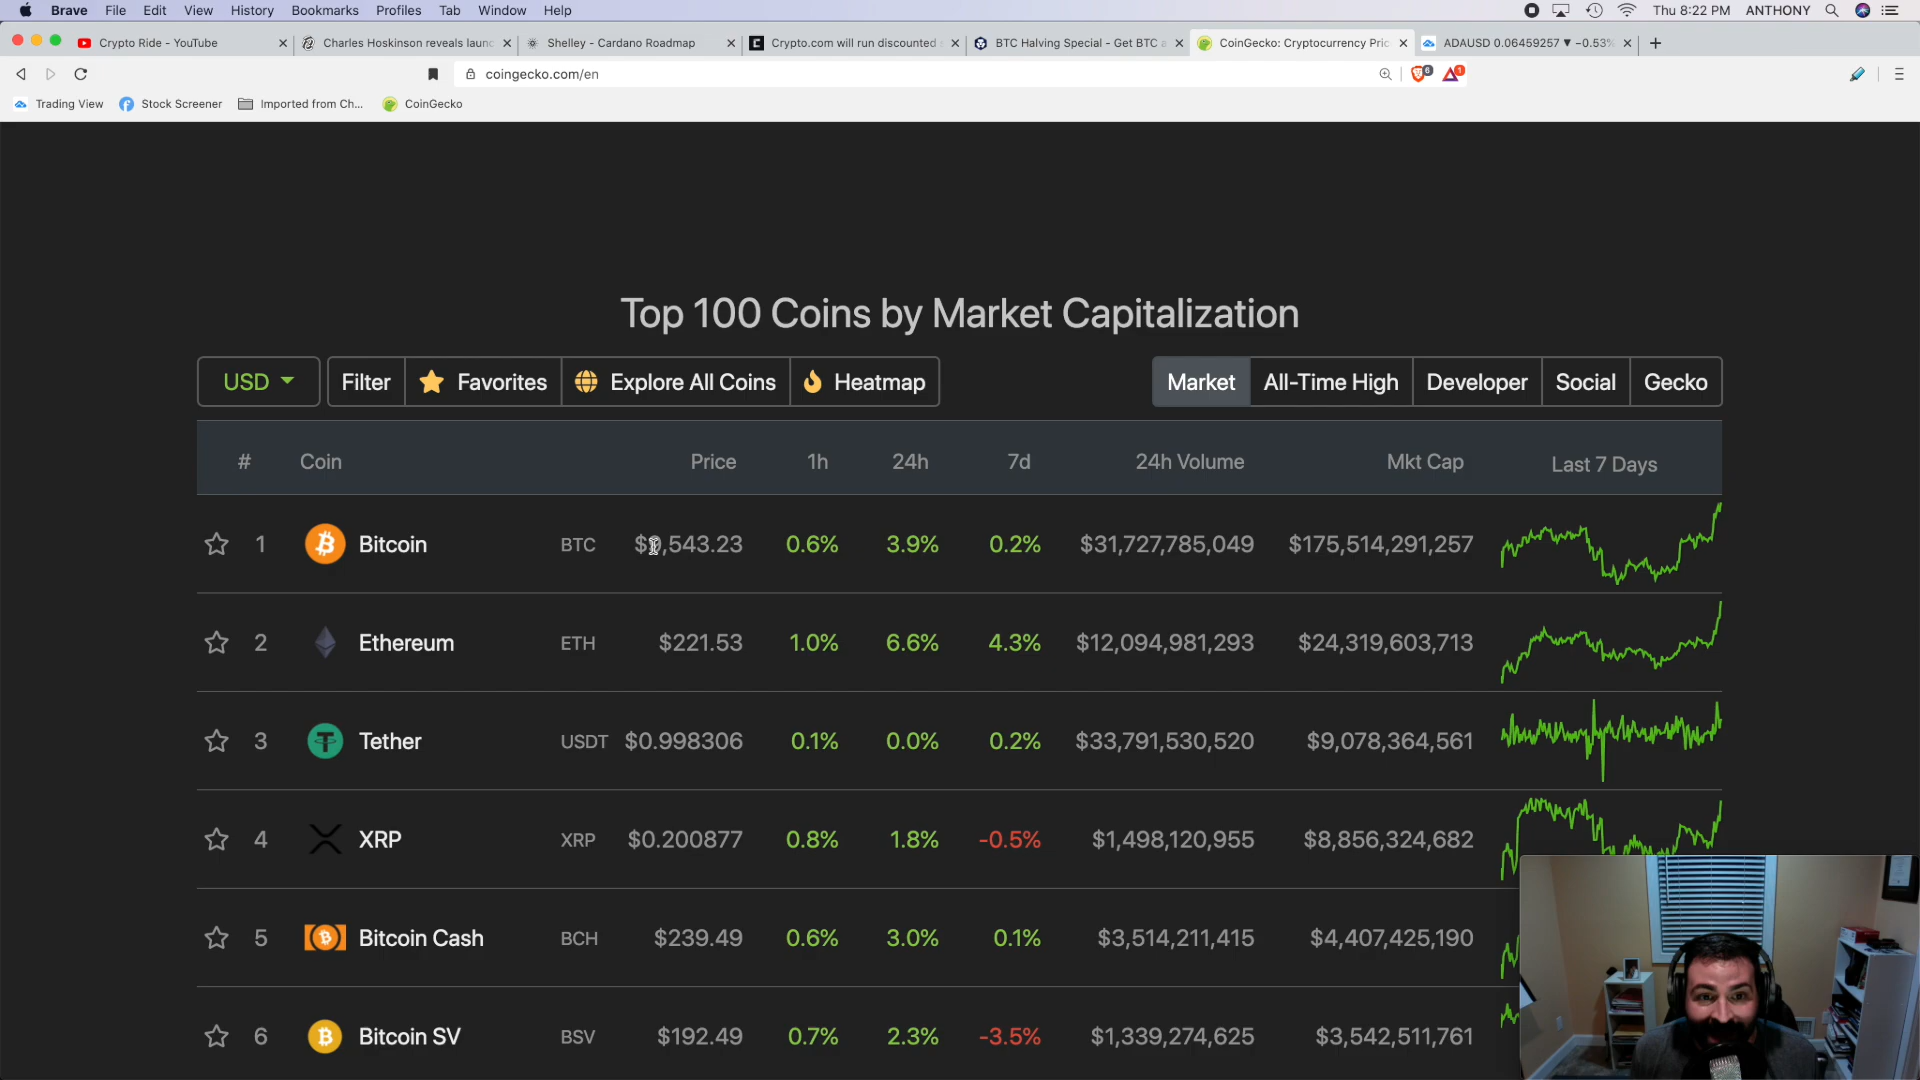 Brave File Edit View History Bookmarks Profiles Tab Window Help Thu 8:22 PM ANTHONY
Crypto Ride - YouTube Charles Hoskinson reveals launc Shelley - Cardano Roadmap Crypto.com will run discounted BTC Halving Special - Get BTC a CoinGecko: Cryptocurrency Pric ADAUSD 0.06459257 ▼ −0.53%
coingecko.com/en 6 1
Trading View Stock Screener Imported from Ch... CoinGecko
Top 100 Coins by Market Capitalization
USD Filter Favorites Explore All Coins Heatmap Market All-Time High Developer Social Gecko
# Coin Price 1h 24h 7d 24h Volume Mkt Cap Last 7 Days
1 Bitcoin BTC 0.6% 3.9% 0.2% $31,727,785,049 $175,514,291,257
2 Ethereum ETH $221.53 1.0% 6.6% 4.3% $12,094,981,293 $24,319,603,713
3 Tether USDT $0.998306 0.1% 0.0% 0.2% $33,791,530,520 $9,078,364,561
4 XRP XRP $0.200877 0.8% 1.8% -0.5% $1,498,120,955 $8,856,324,682
5 Bitcoin Cash BCH $239.49 0.6% 3.0% 0.1% $3,514,211,415 $4,407,425,190
6 Bitcoin SV BSV $192.49 0.7% 2.3% -3.5% $1,339,274,625 $3,542,511,761